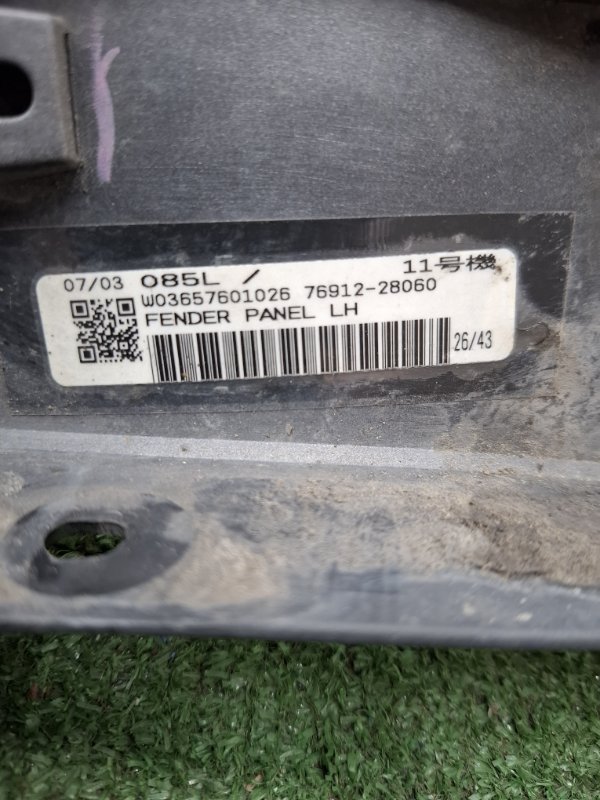 07/03 085L / 11号機
W03657601026 76912-28060
FENDER PANEL LH
26/43